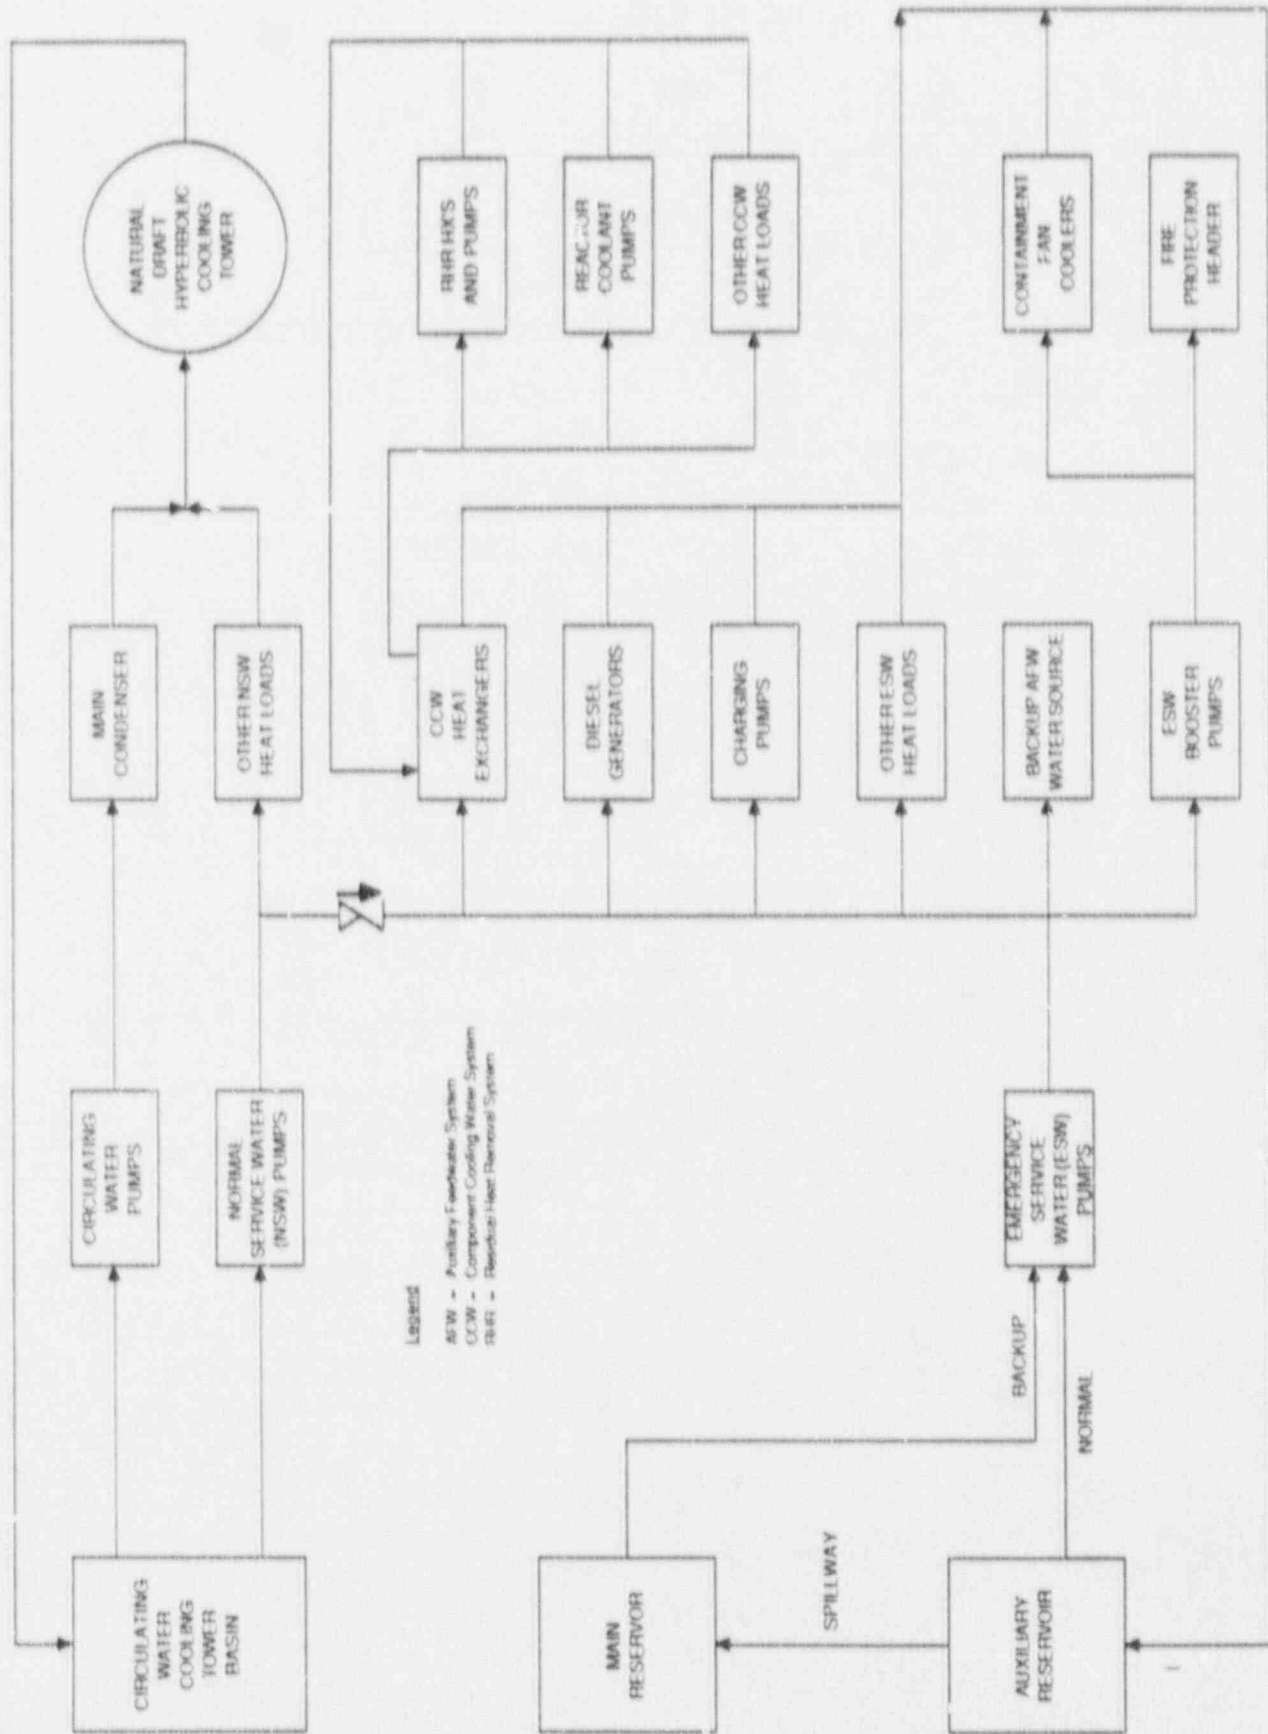 NATURAL
DRAFT
HYPERBOLIC
COOLING
TOWER
RHR HX'S
AND PUMPS
REACTOR
COOLANT
PUMPS
OTHER CCW
HEAT LOADS
CONTAINMENT
FAN
COOLERS
FIRE
PROTECTION
HEADER
MAIN
CONDENSER
OTHER NSW
HEAT LOADS
CCW
HEAT
EXCHANGERS
DIESEL
GENERATORS
CHARGING
PUMPS
OTHER ESW
HEAT LOADS
BACKUP AFW
WATER SOURCE
ESW
BOOSTER
PUMPS
CIRCULATING
WATER
PUMPS
NORMAL
SERVICE WATER
(NSW) PUMPS
Legend
AFW - Auxiliary Feedwater System
CCW - Component Cooling Water System
RHR - Residual Heat Removal System
EMERGENCY
SERVICE
WATER (ESW)
PUMPS
BACKUP
NORMAL
CIRCULATING
WATER
COOLING
TOWER
BASIN
MAIN
RESERVOR
SPILLWAY
AUXILIARY
RESERVOIR